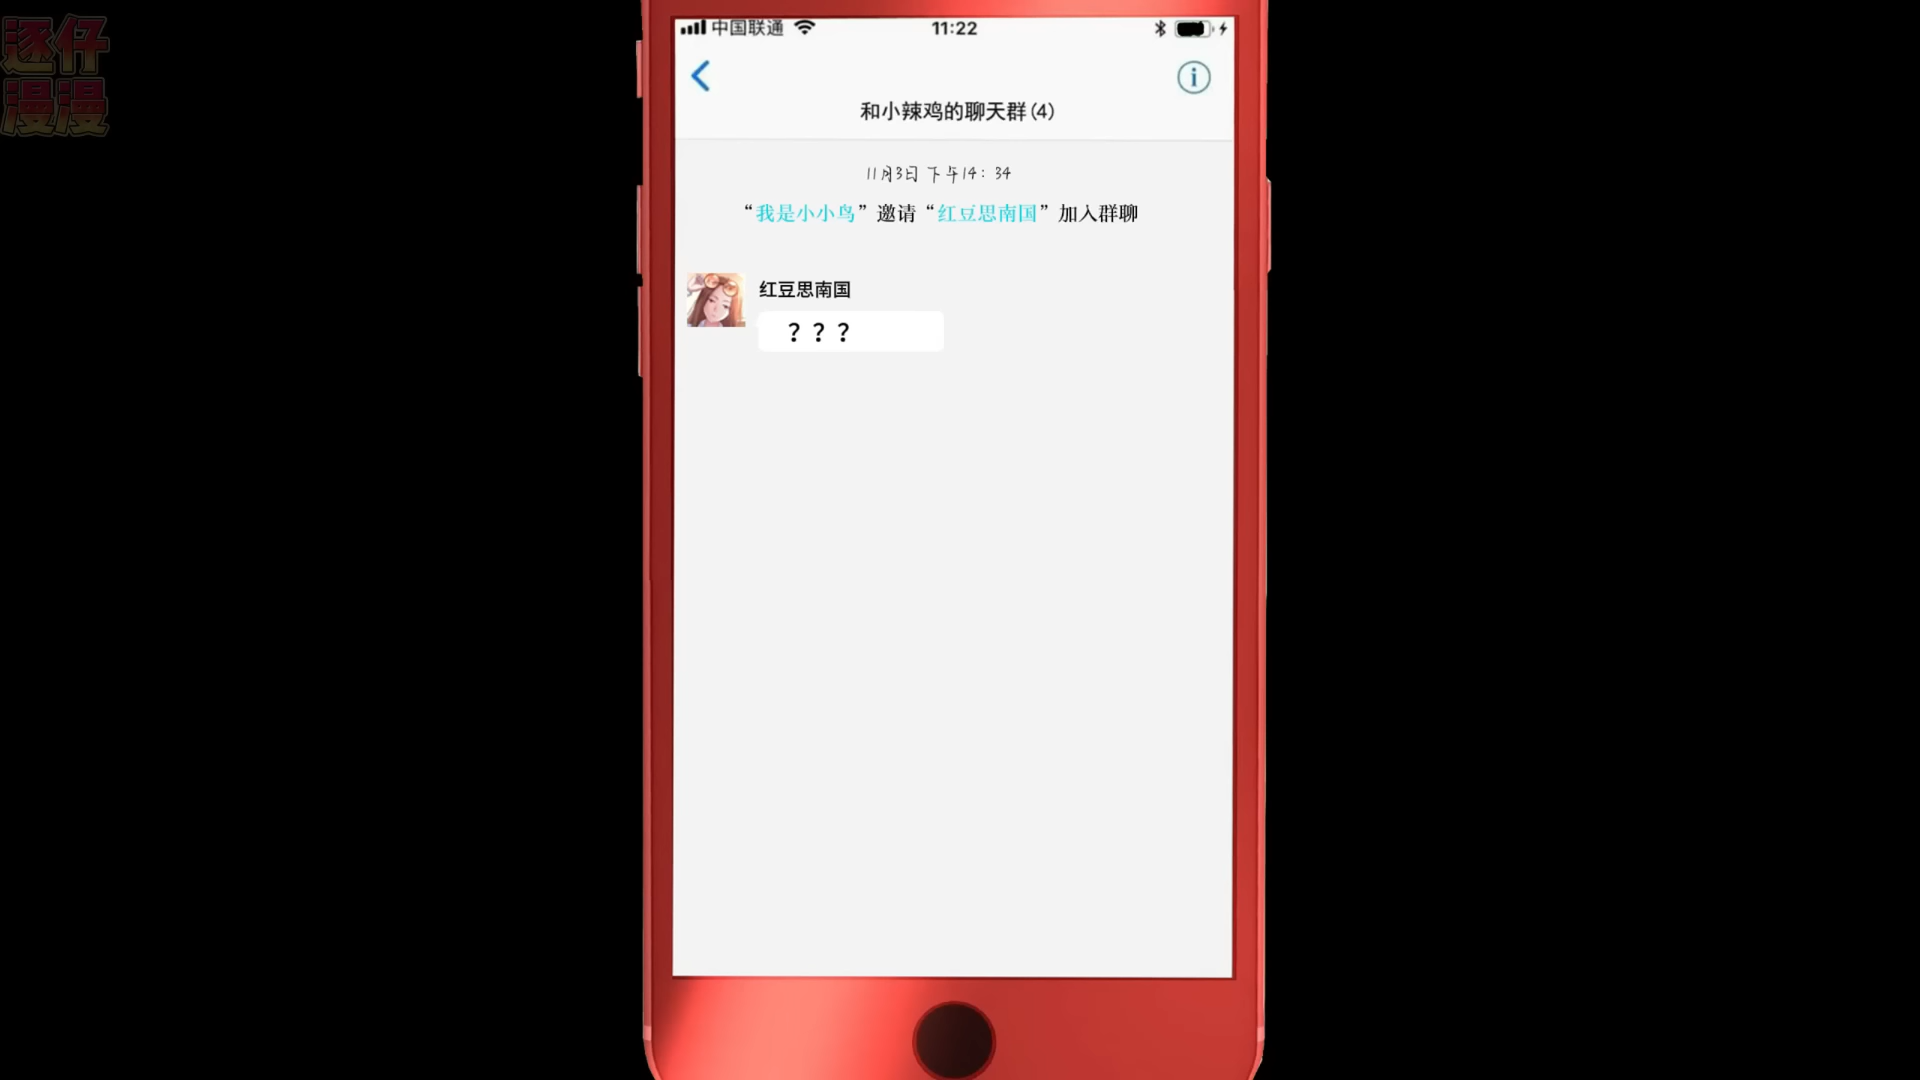 逐仔
漫漫
中国联通
11:22
和小辣鸡的聊天群(4)
11月3日 下午14：34
“我是小小鸟”邀请“红豆思南国”加入群聊
红豆思南国
？？？